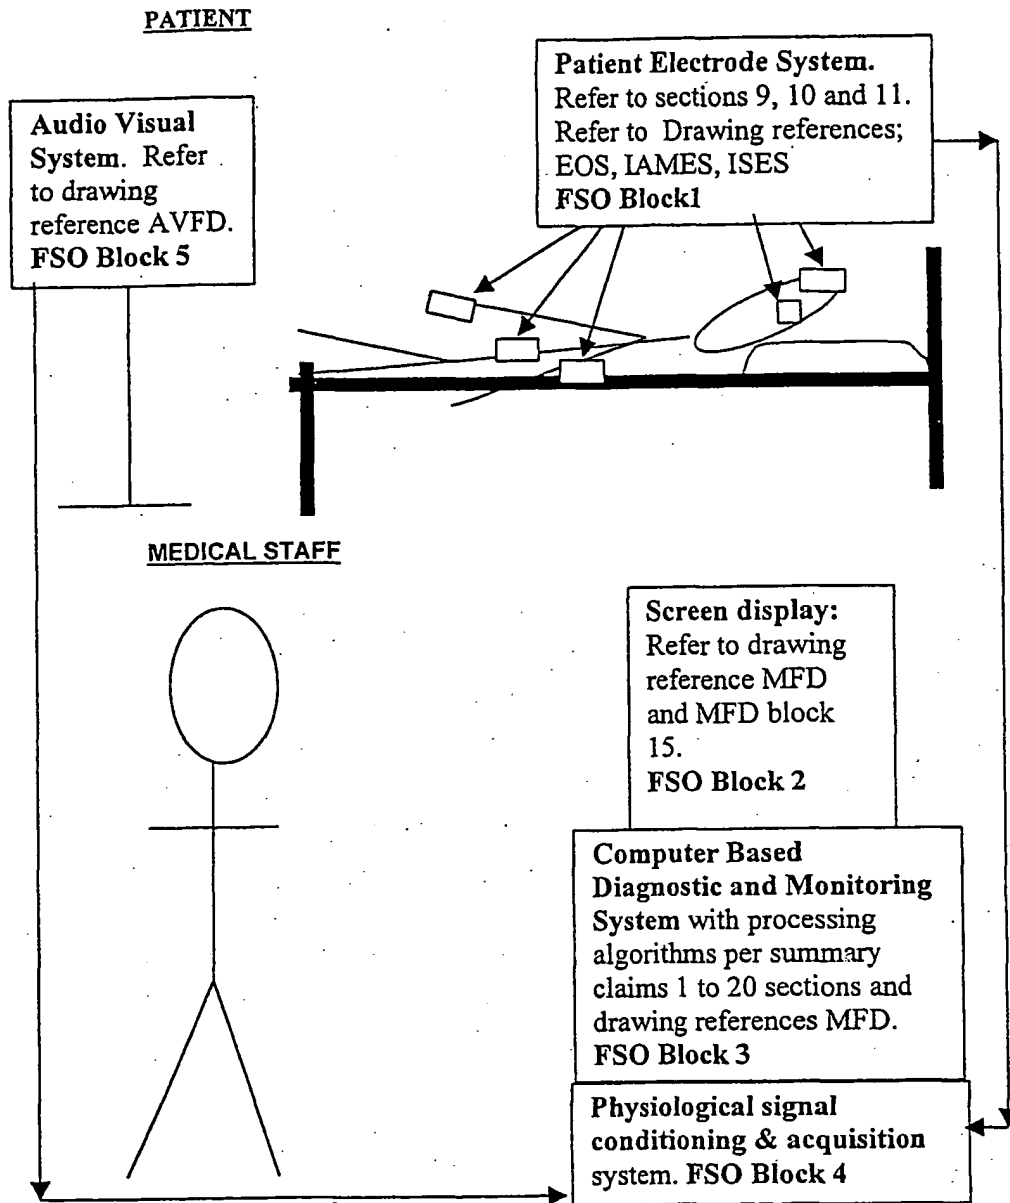 PATIENT
Patient Electrode System.
Refer to sections 9, 10 and 11.
Refer to Drawing references;
EOS, IAMES, ISES
FSO Block1
Audio Visual
System. Refer
to drawing
reference AVFD.
FSO Block 5
MEDICAL STAFF
Screen display:
Refer to drawing
reference MFD
and MFD block
15.
FSO Block 2
Computer Based
Diagnostic and Monitoring
System with processing
algorithms per summary
claims 1 to 20 sections and
drawing references MFD.
FSO Block 3
Physiological signal
conditioning & acquisition
system. FSO Block 4